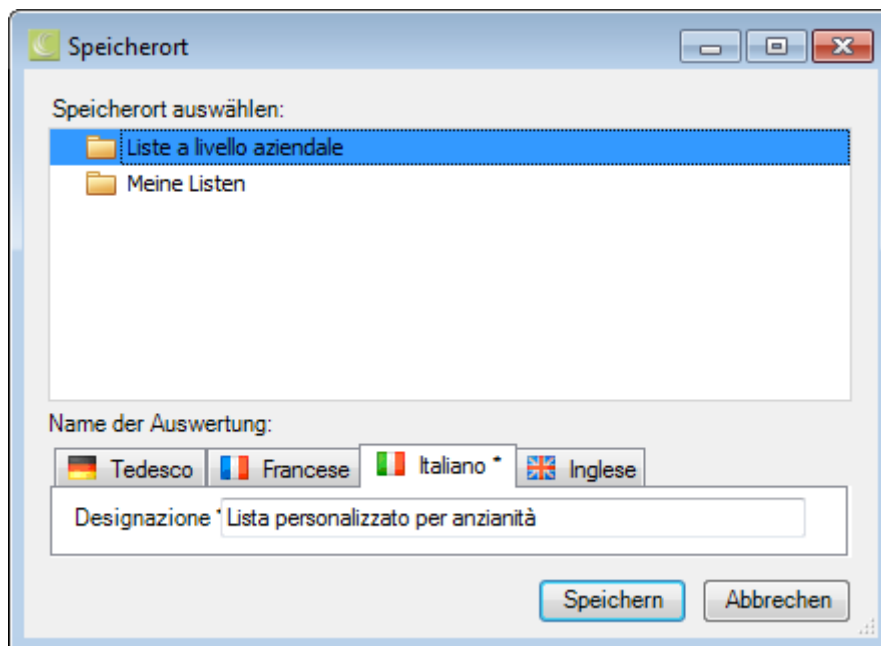 Speicherort
Speicherort auswählen:
Liste a livello aziendale
Meine Listen
Name der Auswertung:
Tedesco Francese Italiano * Inglese
Designazione * Lista personalizzato per anzianità
Speichern Abbrechen